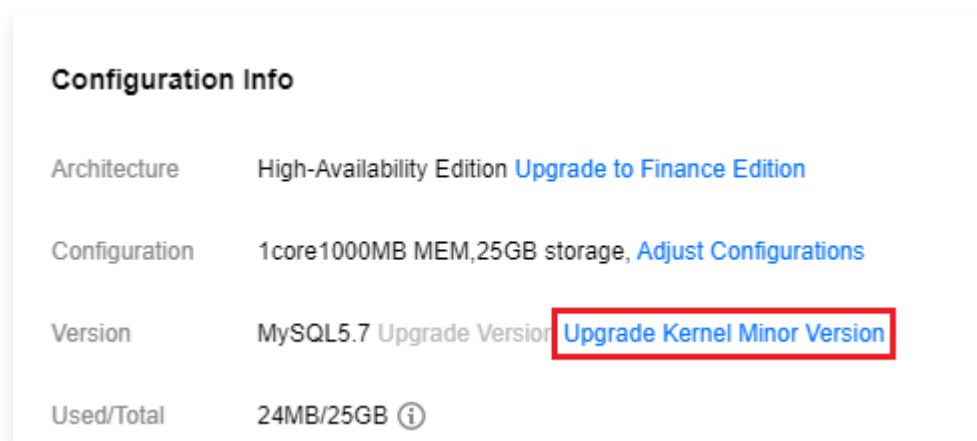 Configuration Info
Architecture High-Availability Edition Upgrade to Finance Edition
Configuration 1core1000MB MEM,25GB storage, Adjust Configurations
Version MySQL5.7 Upgrade Version Upgrade Kernel Minor Version
Used/Total 24MB/25GB